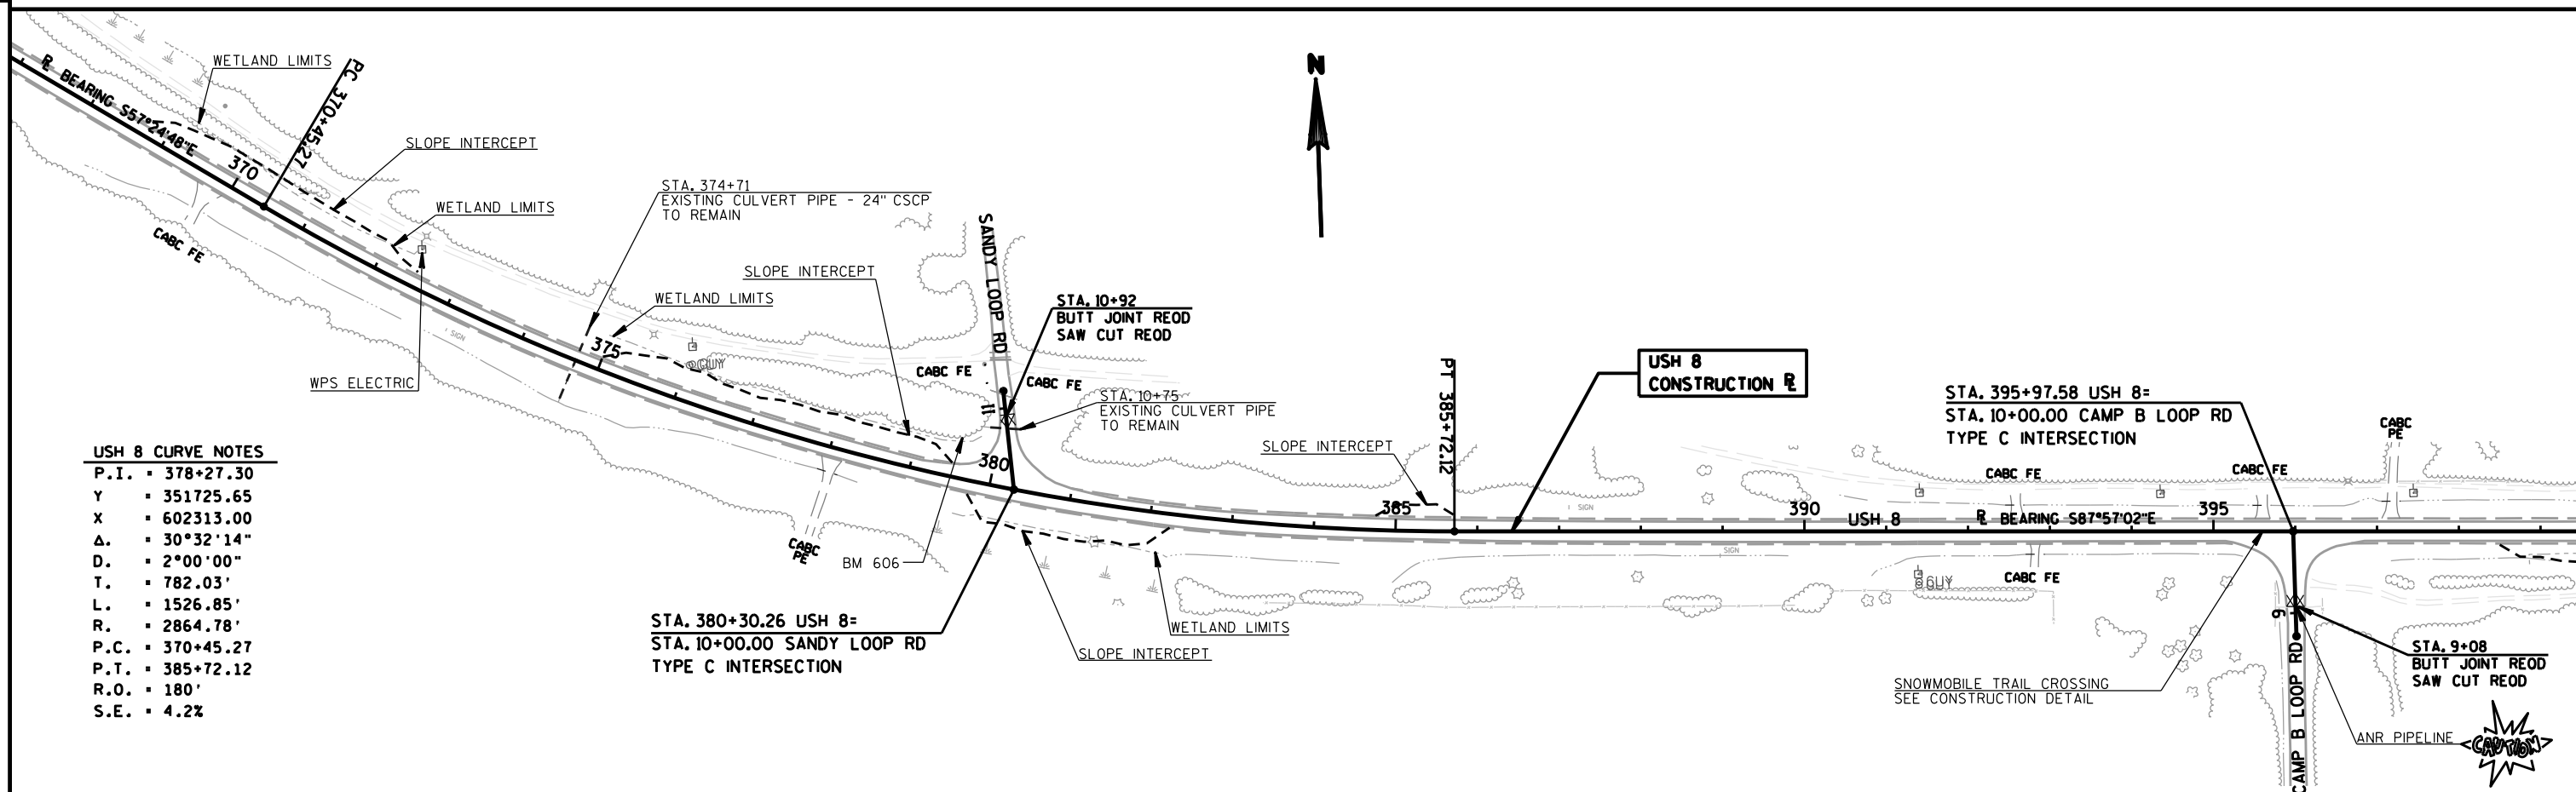 WETLAND LIMITS
PC 370+45.27
N
℞ BEARING S57°24'48"E
370
SLOPE INTERCEPT
WETLAND LIMITS
CABC FE
STA. 374+71
EXISTING CULVERT PIPE - 24" CSCP
TO REMAIN
SANDY LOOP RD
SLOPE INTERCEPT
WETLAND LIMITS
STA. 10+92
BUTT JOINT REOD
SAW CUT REOD
SIGN
375
GUY
WPS ELECTRIC
CABC FE
CABC FE
11
STA. 10+75
EXISTING CULVERT PIPE
TO REMAIN
PT 385+72.12
USH 8
CONSTRUCTION ℞
STA. 395+97.58 USH 8=
STA. 10+00.00 CAMP B LOOP RD
TYPE C INTERSECTION
CABC
PE
SLOPE INTERCEPT
380
CABC FE
CABC FE
385
SIGN
390
395
USH 8
℞ BEARING S87°57'02"E
USH 8 CURVE NOTES
P.I. = 378+27.30
Y = 351725.65
X = 602313.00
Δ. = 30°32'14"
D. = 2°00'00"
T. = 782.03'
L. = 1526.85'
R. = 2864.78'
P.C. = 370+45.27
P.T. = 385+72.12
R.O. = 180'
S.E. = 4.2%
CABC
PE
BM 606
SIGN
GUY
CABC FE
STA. 380+30.26 USH 8=
STA. 10+00.00 SANDY LOOP RD
TYPE C INTERSECTION
WETLAND LIMITS
SLOPE INTERCEPT
9
STA. 9+08
BUTT JOINT REOD
SAW CUT REOD
SNOWMOBILE TRAIL CROSSING
SEE CONSTRUCTION DETAIL
CAMP B LOOP RD
ANR PIPELINE
CAUTION